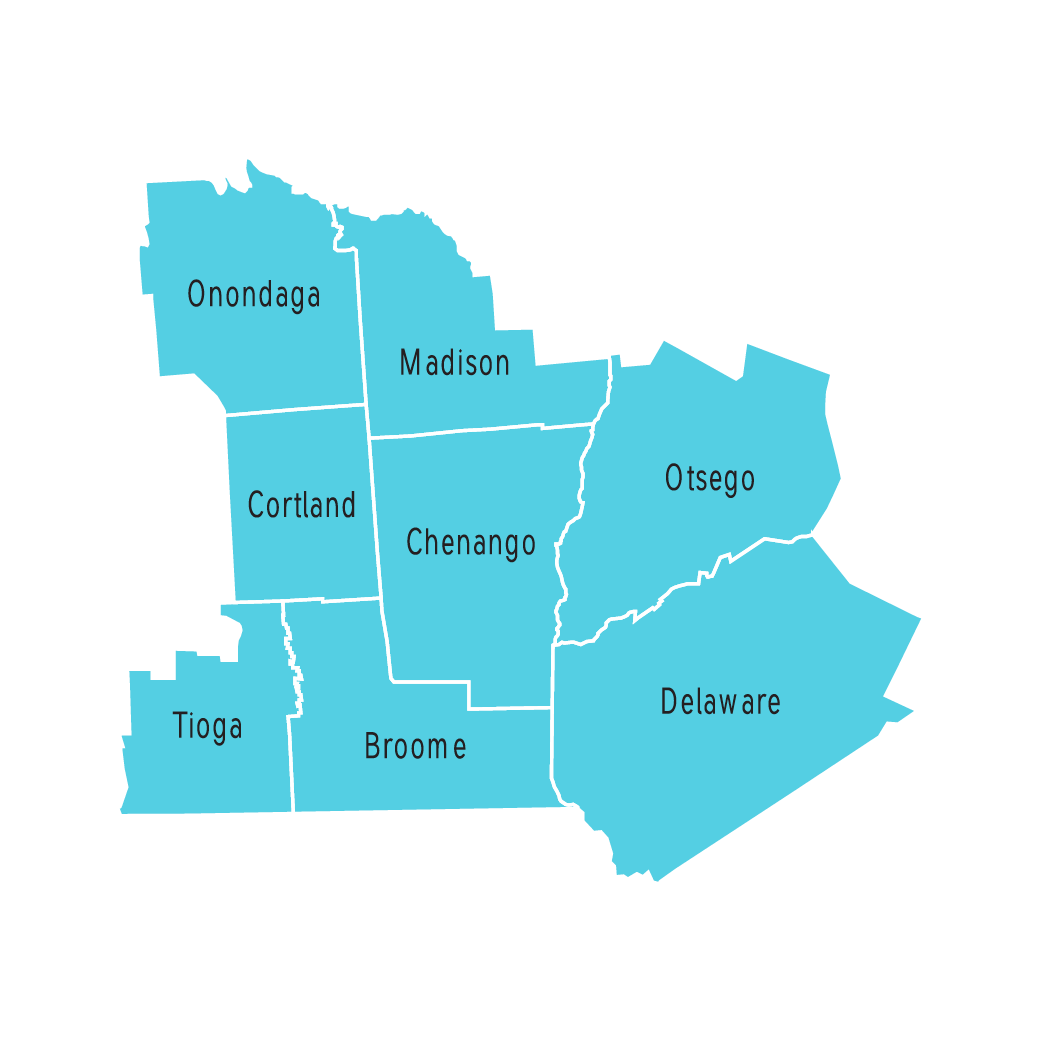 Onondaga
Madison
Otsego
Cortland
Chenango
Delaware
Tioga
Broome